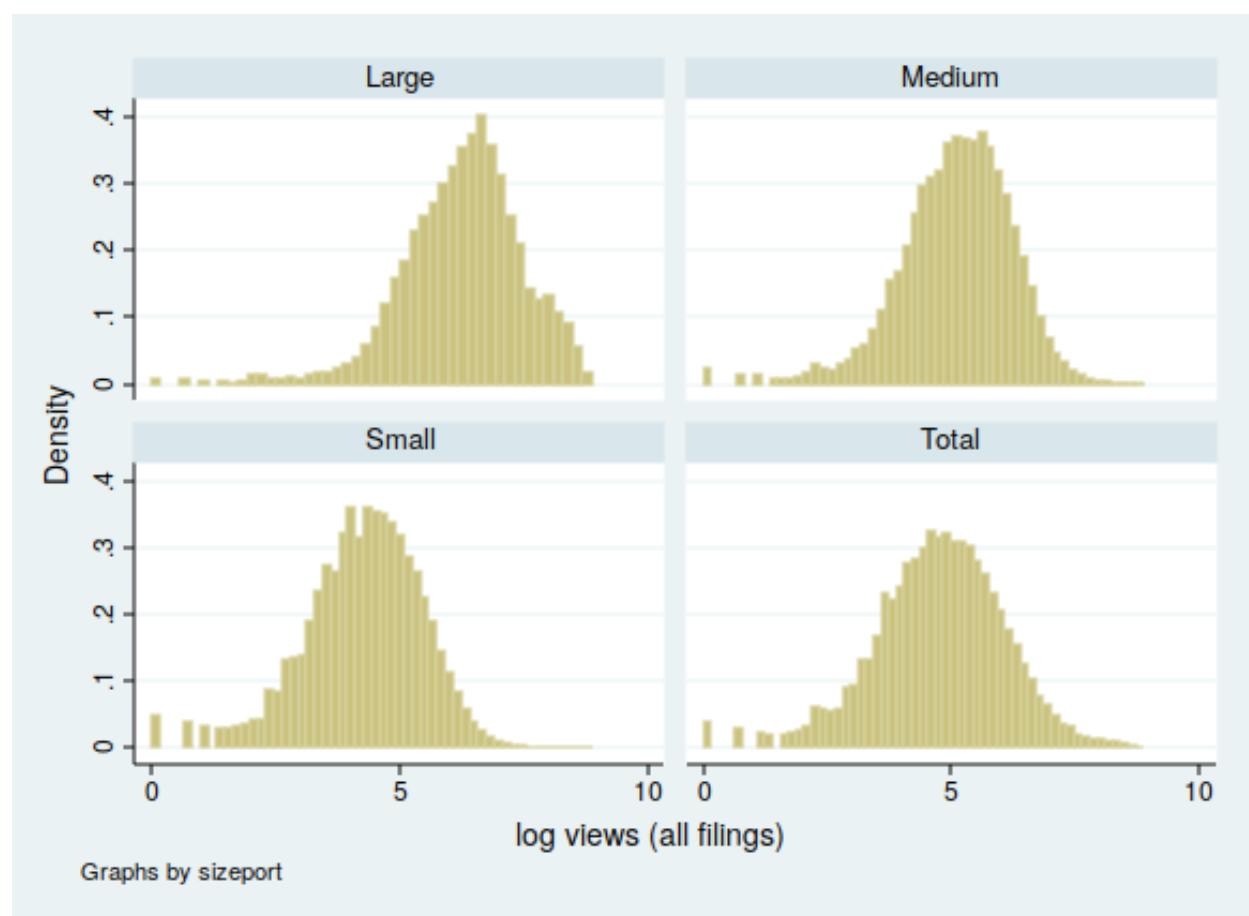 Large
Medium
.4
.3
.2
.1
0
Density
Small
Total
.4
.3
.2
.1
0
0 5 10 0 5 10
log views (all filings)
Graphs by sizeport